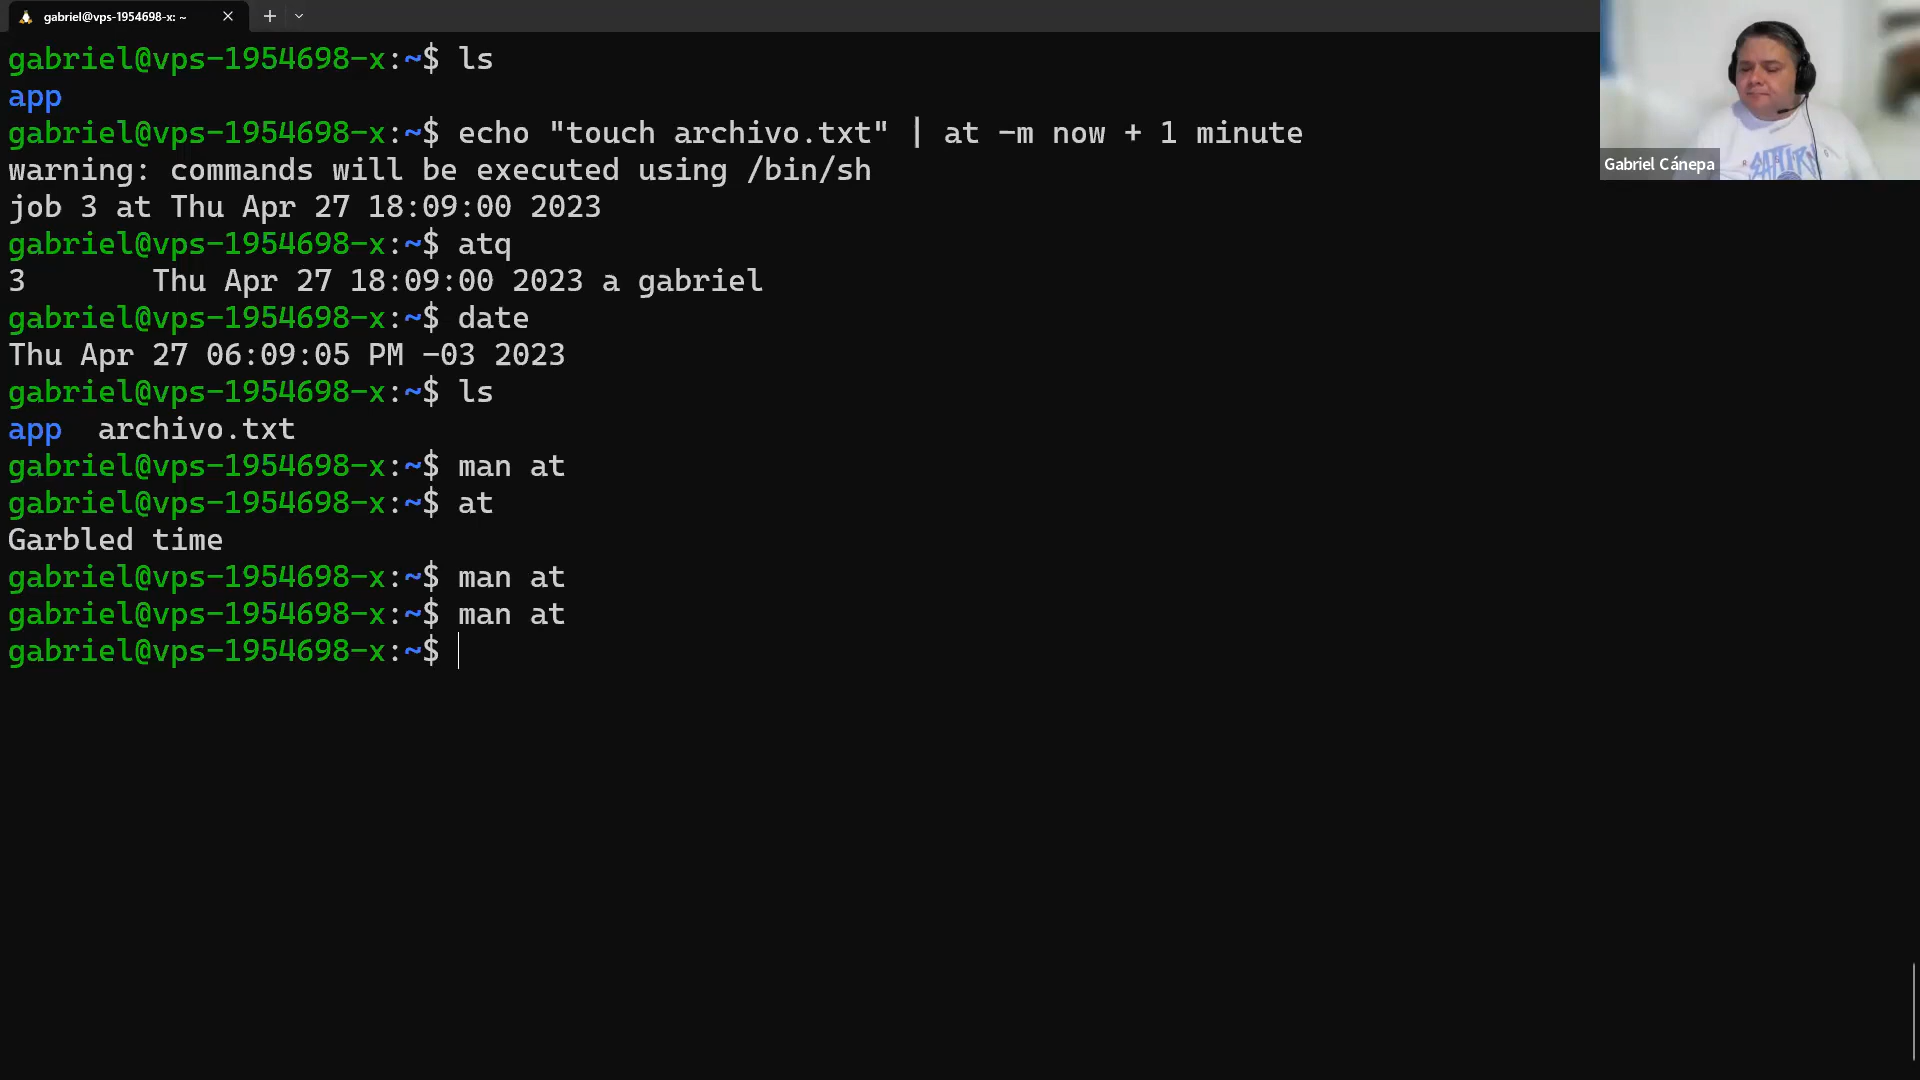 gabriel@vps-1954698-x: ~
gabriel@vps-1954698-x:~$ ls
app
gabriel@vps-1954698-x:~$ echo "touch archivo.txt" | at -m now + 1 minute
warning: commands will be executed using /bin/sh
job 3 at Thu Apr 27 18:09:00 2023
gabriel@vps-1954698-x:~$ atq
3       Thu Apr 27 18:09:00 2023 a gabriel
gabriel@vps-1954698-x:~$ date
Thu Apr 27 06:09:05 PM -03 2023
gabriel@vps-1954698-x:~$ ls
app  archivo.txt
gabriel@vps-1954698-x:~$ man at
gabriel@vps-1954698-x:~$ at
Garbled time
gabriel@vps-1954698-x:~$ man at
gabriel@vps-1954698-x:~$ man at
gabriel@vps-1954698-x:~$
Gabriel Cánepa